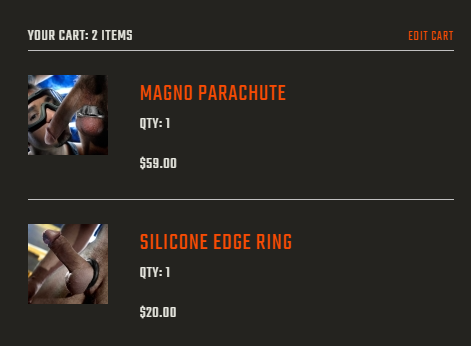 YOUR CART: 2 ITEMS
EDIT CART
MAGNO PARACHUTE
QTY: 1
$59.00
SILICONE EDGE RING
QTY: 1
$20.00